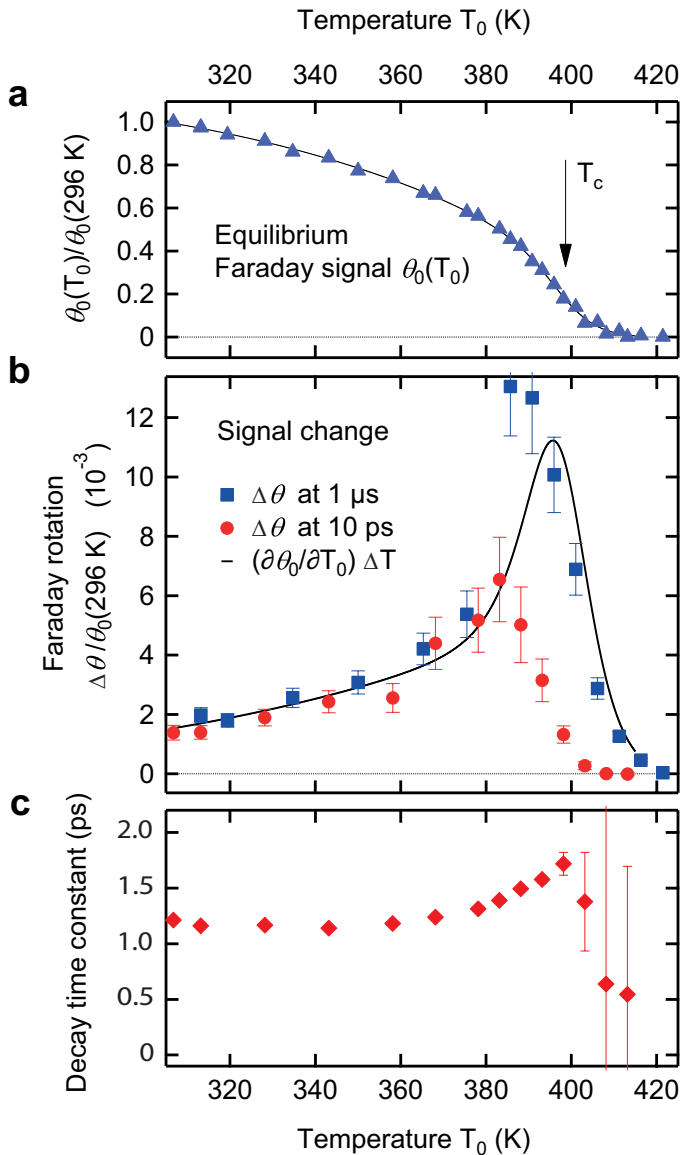 Temperature T₀ (K)
320 340 360 380 400 420
a
1.0
0.8
0.6
0.4
0.2
0
θ₀(T₀)/θ₀(296 K)
T_c
Equilibrium
Faraday signal θ₀(T₀)
b
12
10
8
6
4
2
0
Faraday rotation
Δθ/θ₀(296 K) (10⁻³)
Signal change
Δθ at 1 µs
Δθ at 10 ps
(∂θ₀/∂T₀) ΔT
c
2.0
1.5
1.0
0.5
0
Decay time constant (ps)
320 340 360 380 400 420
Temperature T₀ (K)